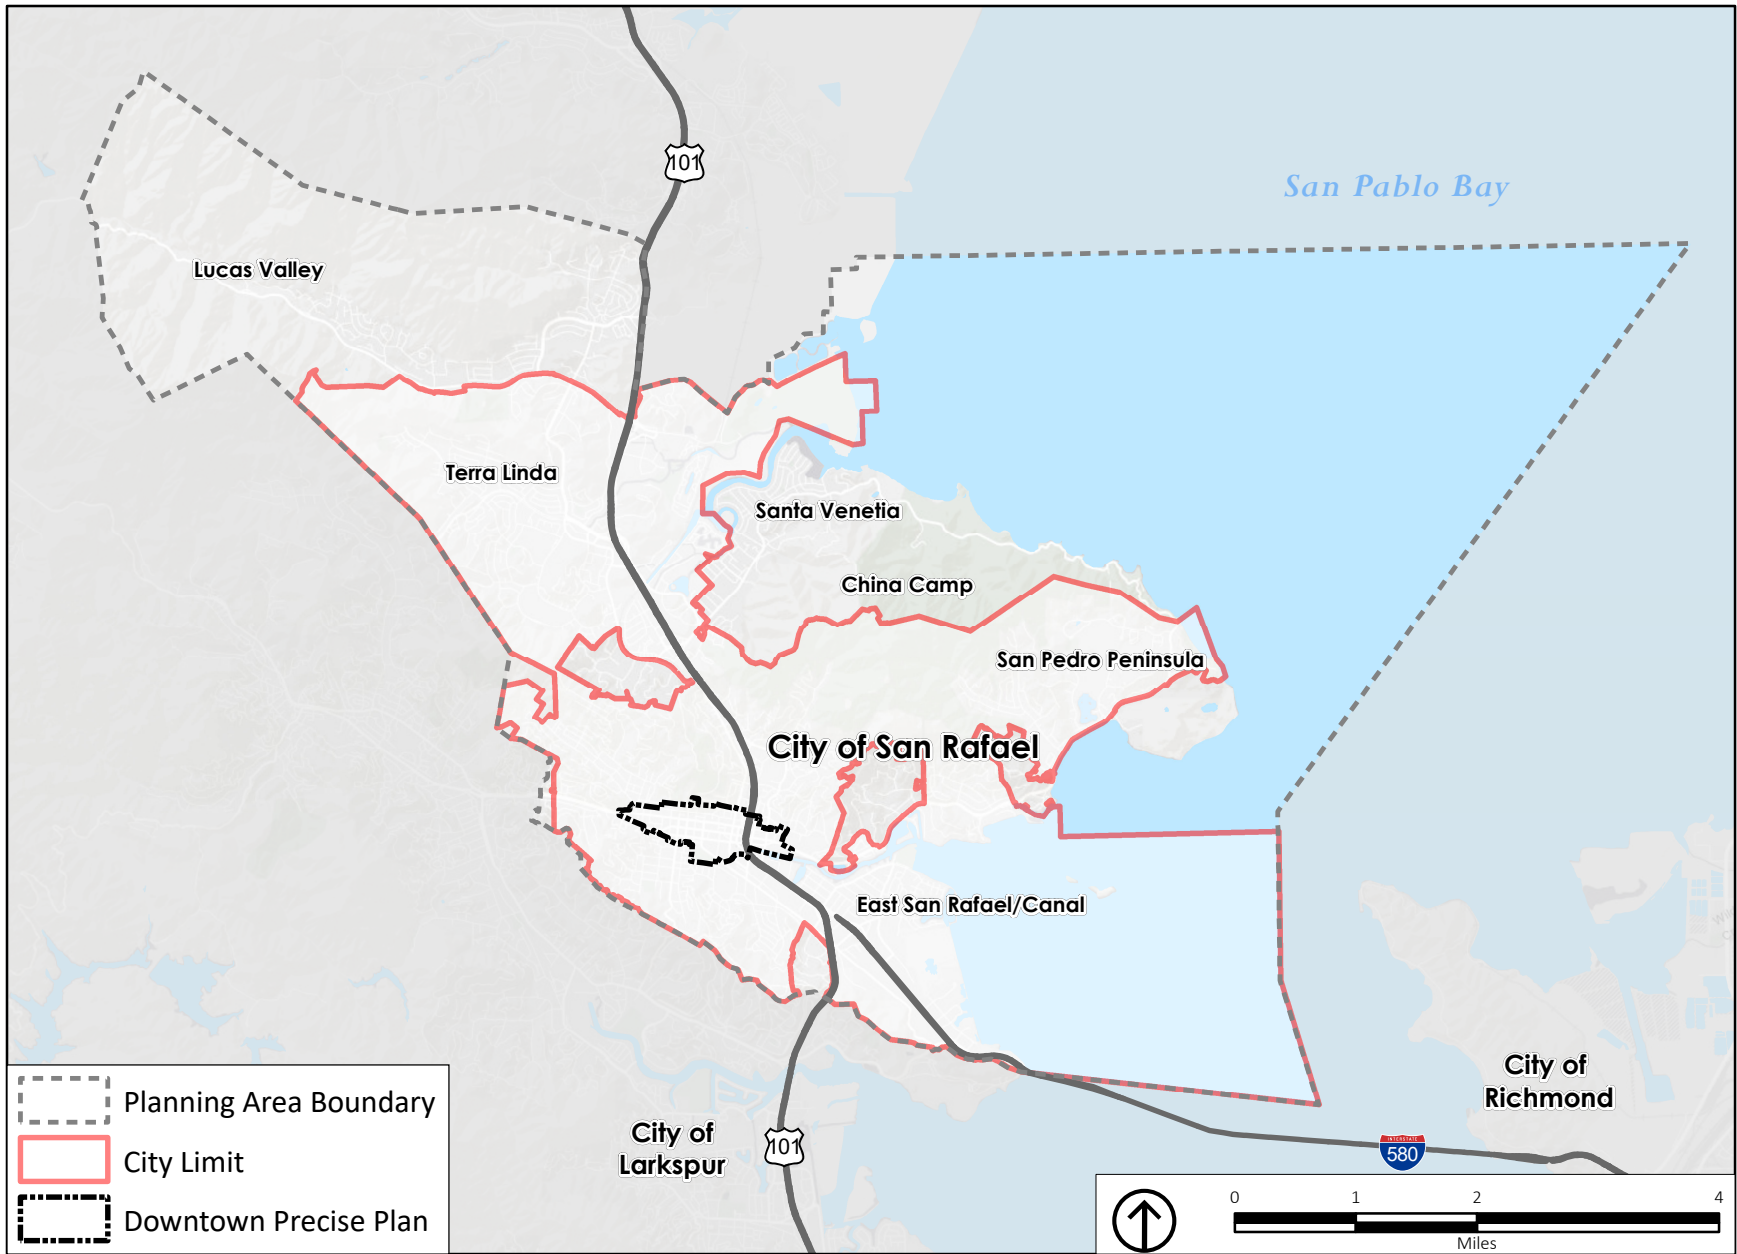 101
San Pablo Bay
Lucas Valley
Terra Linda
Santa Venetia
China Camp
San Pedro Peninsula
City of San Rafael
East San Rafael/Canal
City of
Richmond
City of
Larkspur
101
INTERSTATE
580
Planning Area Boundary
City Limit
Downtown Precise Plan
0 1 2 4
Miles